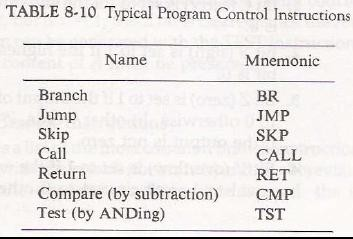 TABLE 8-10 Typical Program Control Instructions
Name Mnemonic
Branch BR
Jump JMP
Skip SKP
Call CALL
Return RET
Compare (by subtraction) CMP
Test (by ANDing) TST